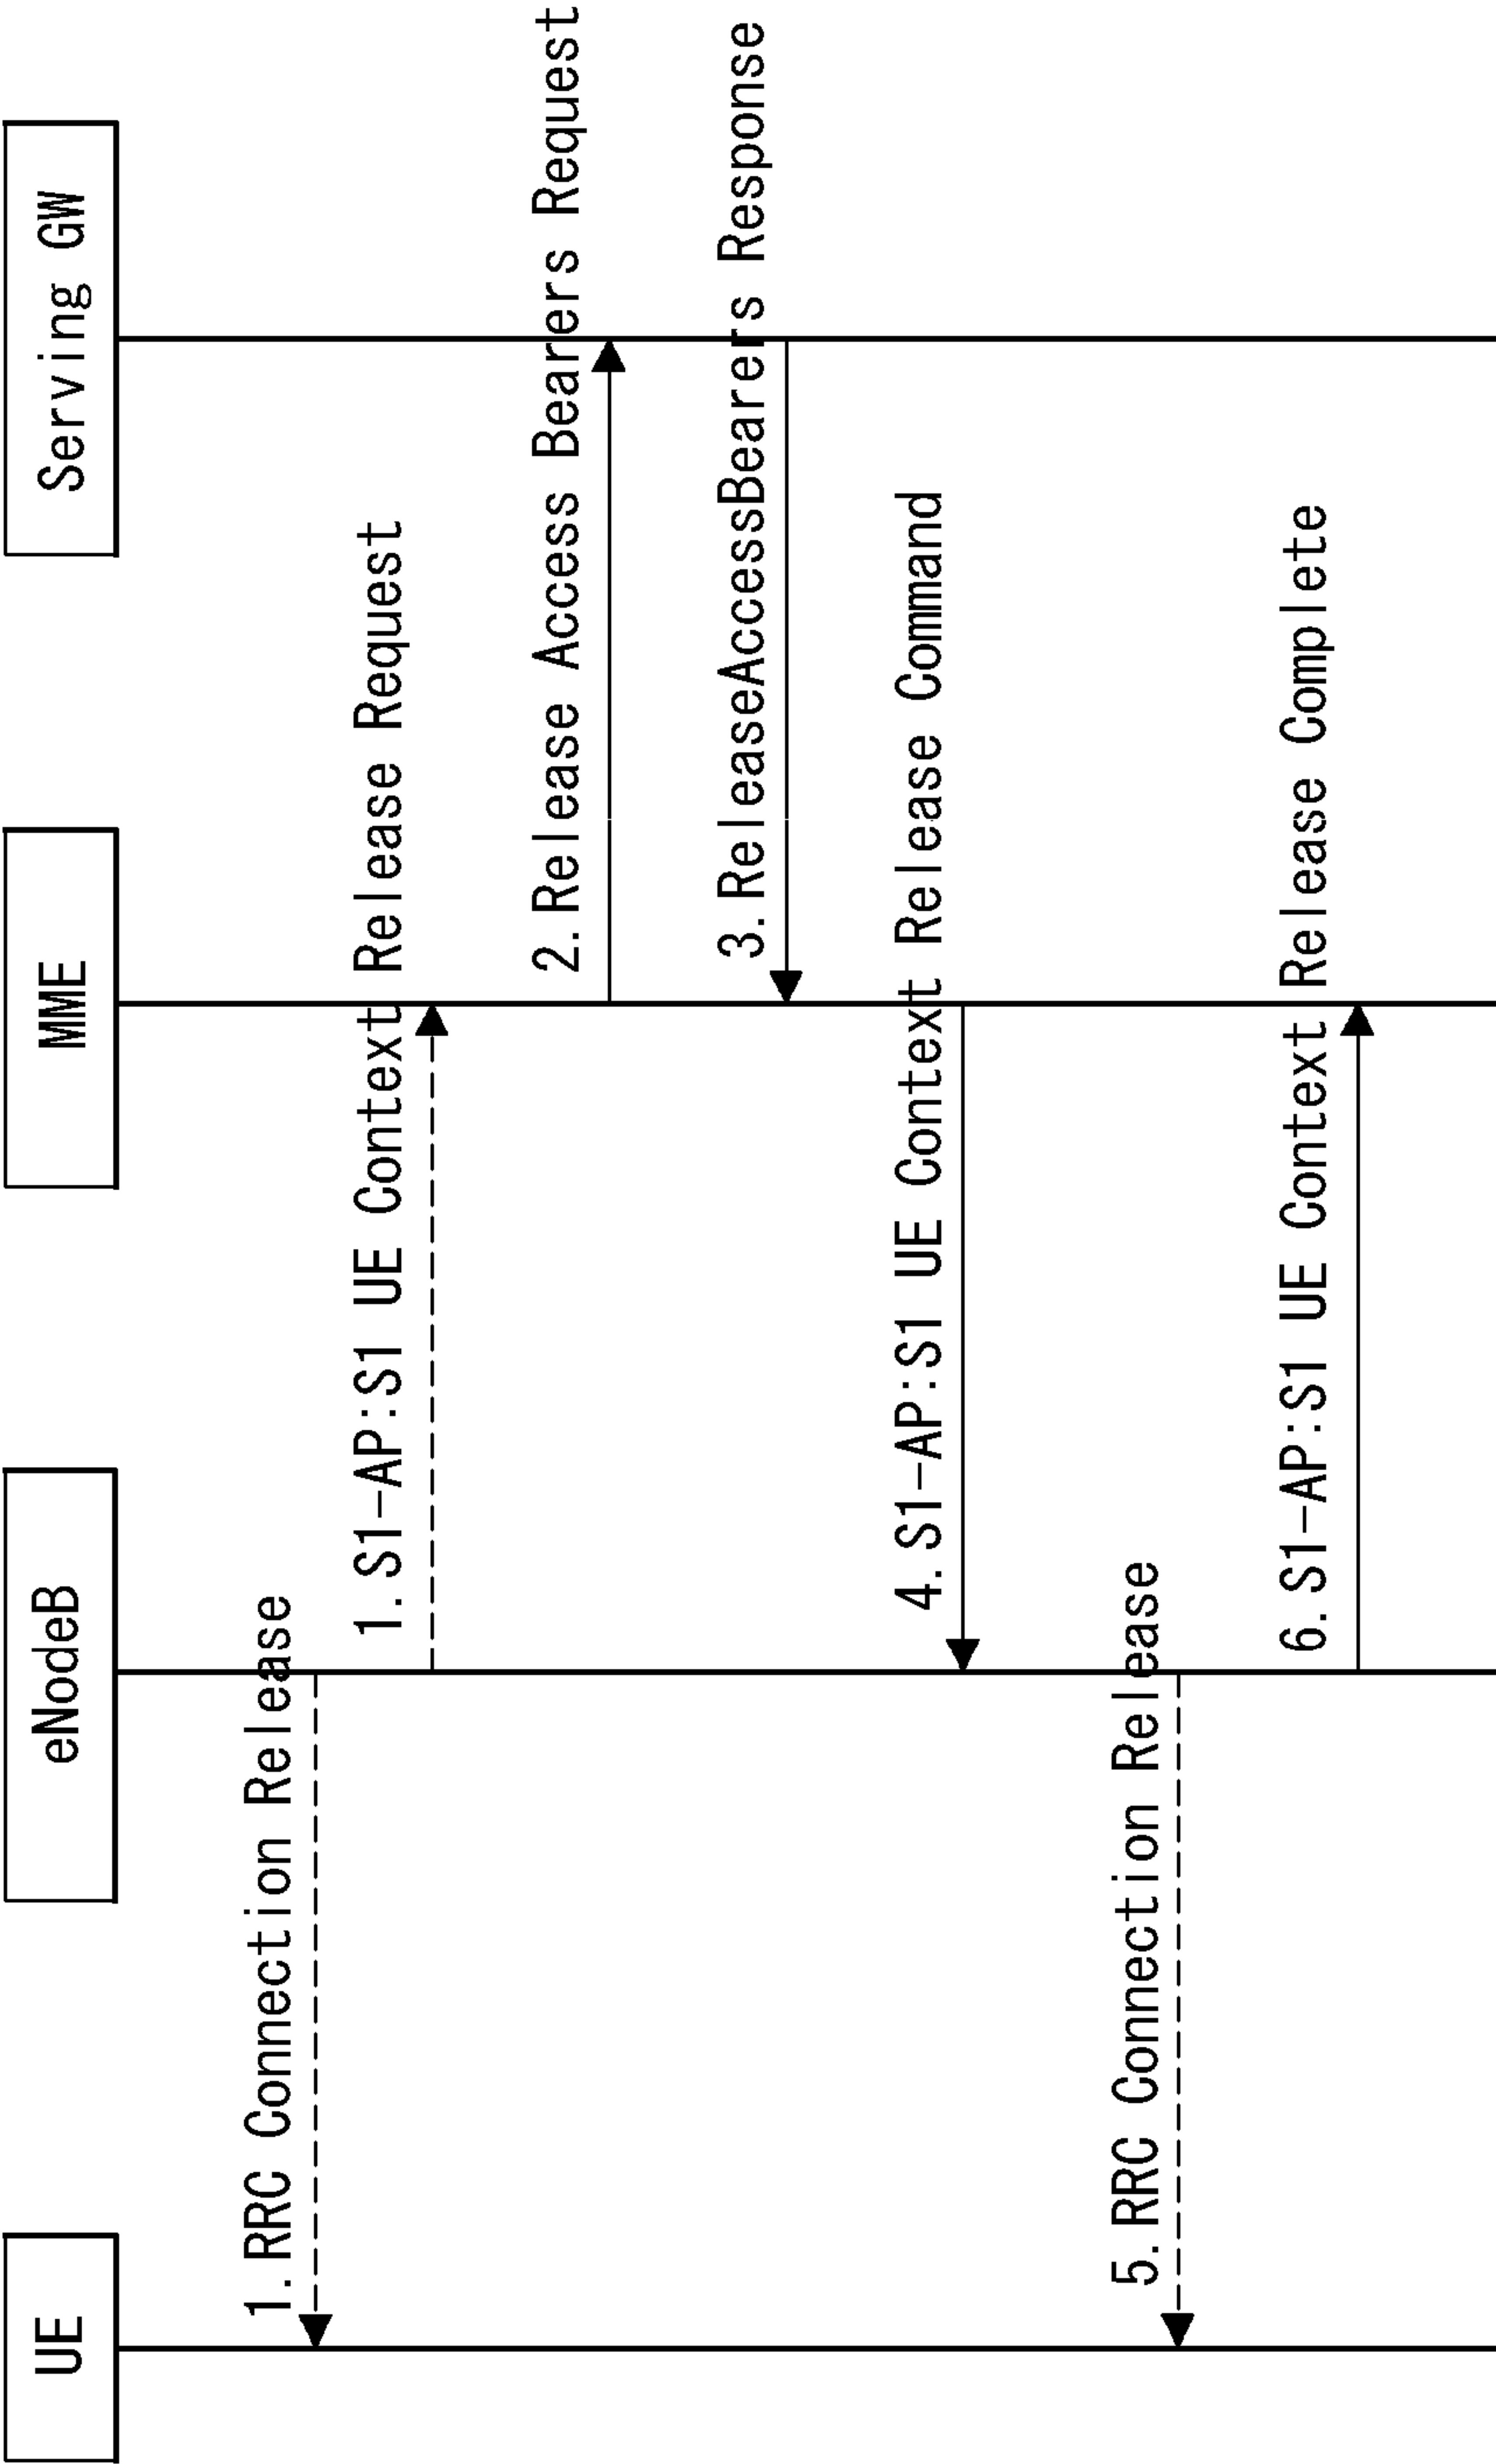 UE
eNodeB
MME
Serving GW
1.RRC Connection Release
1.S1-AP:S1 UE Context Release Request
2.Release Access Bearers Request
3.ReleaseAccessBearers Response
4.S1-AP:S1 UE Context Release Command
5.RRC Connection Release
6.S1-AP:S1 UE Context Release Complete